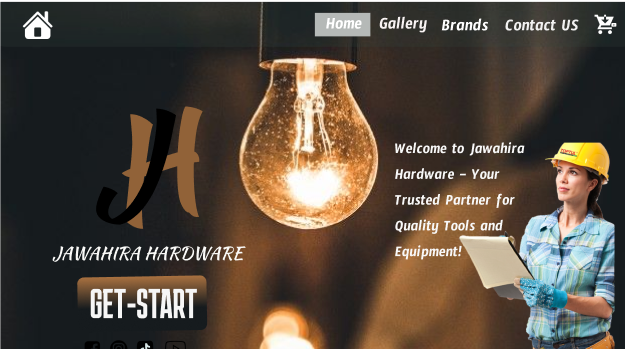 Home Gallery Brands Contact US
JH
Welcome to Jawahira
Hardware – Your
Trusted Partner for
Quality Tools and
Equipment!
JAWAHIRA HARDWARE
GET-START